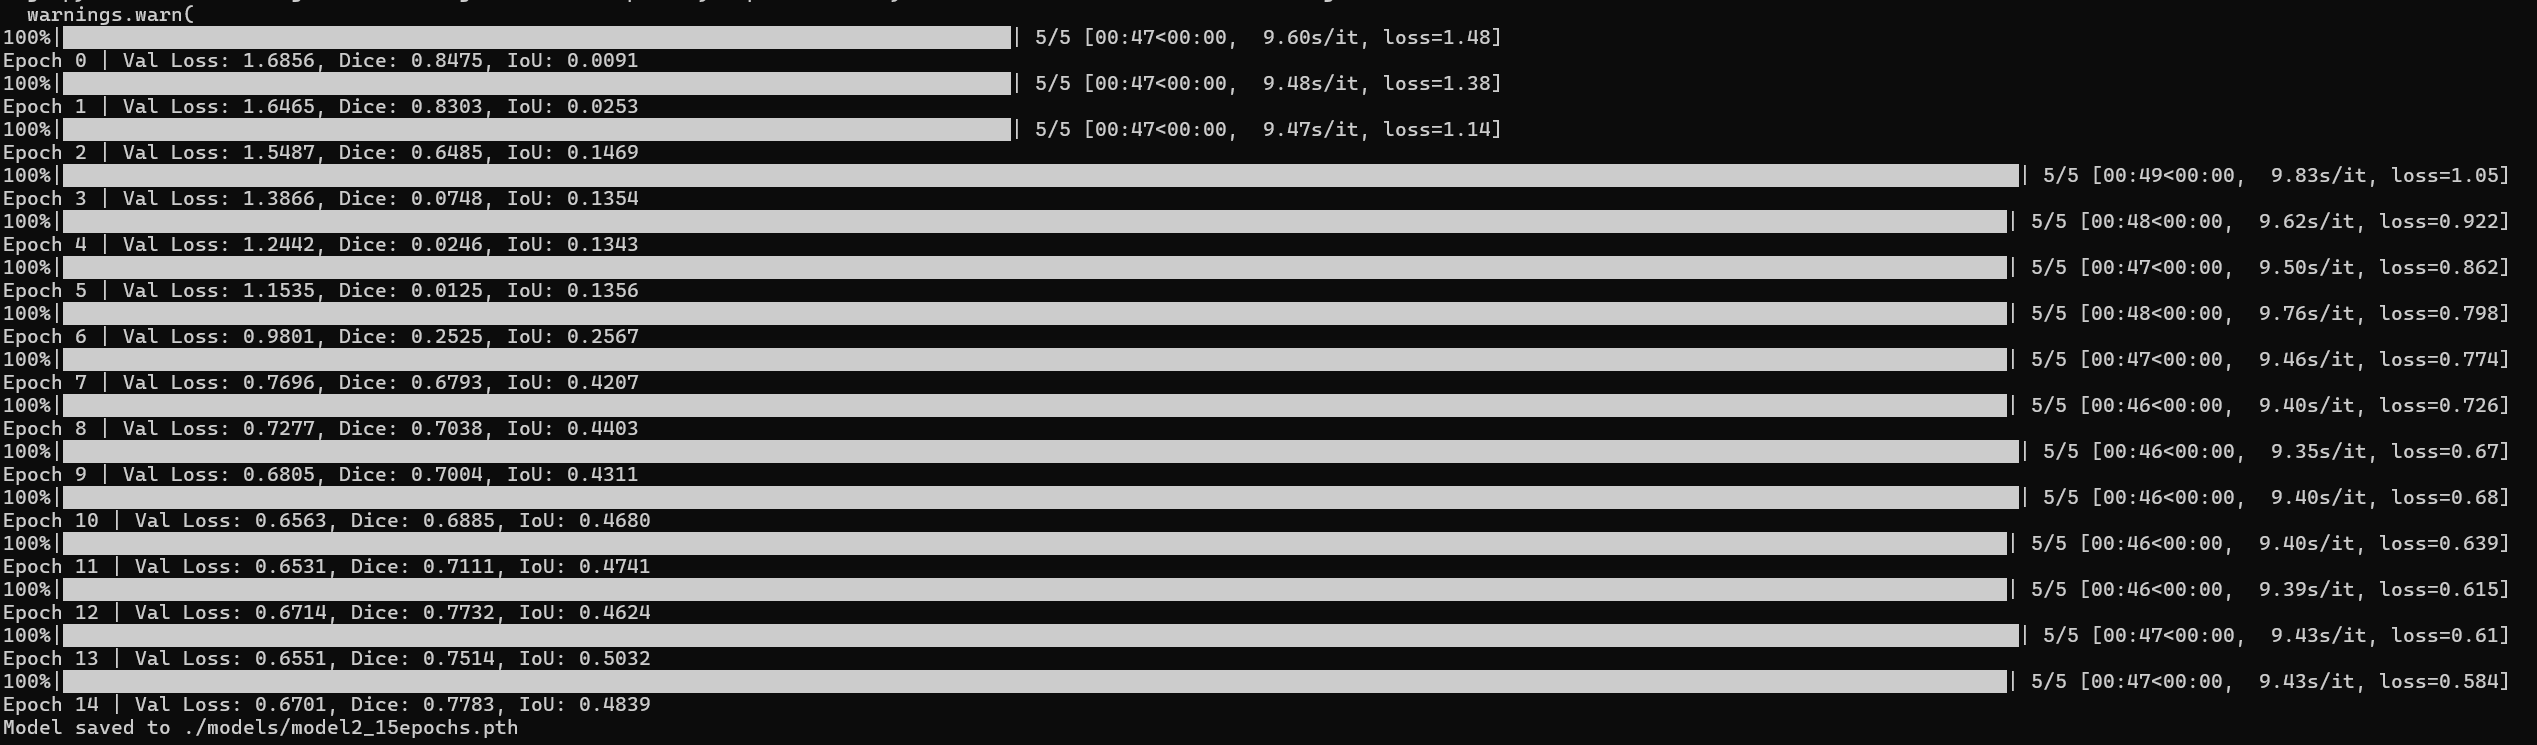 warnings.warn(
100%| | 5/5 [00:47<00:00,  9.60s/it, loss=1.48]
Epoch 0 | Val Loss: 1.6856, Dice: 0.8475, IoU: 0.0091
100%| | 5/5 [00:47<00:00,  9.48s/it, loss=1.38]
Epoch 1 | Val Loss: 1.6465, Dice: 0.8303, IoU: 0.0253
100%| | 5/5 [00:47<00:00,  9.47s/it, loss=1.14]
Epoch 2 | Val Loss: 1.5487, Dice: 0.6485, IoU: 0.1469
100%| | 5/5 [00:49<00:00,  9.83s/it, loss=1.05]
Epoch 3 | Val Loss: 1.3866, Dice: 0.0748, IoU: 0.1354
100%| | 5/5 [00:48<00:00,  9.62s/it, loss=0.922]
Epoch 4 | Val Loss: 1.2442, Dice: 0.0246, IoU: 0.1343
100%| | 5/5 [00:47<00:00,  9.50s/it, loss=0.862]
Epoch 5 | Val Loss: 1.1535, Dice: 0.0125, IoU: 0.1356
100%| | 5/5 [00:48<00:00,  9.76s/it, loss=0.798]
Epoch 6 | Val Loss: 0.9801, Dice: 0.2525, IoU: 0.2567
100%| | 5/5 [00:47<00:00,  9.46s/it, loss=0.774]
Epoch 7 | Val Loss: 0.7696, Dice: 0.6793, IoU: 0.4207
100%| | 5/5 [00:46<00:00,  9.40s/it, loss=0.726]
Epoch 8 | Val Loss: 0.7277, Dice: 0.7038, IoU: 0.4403
100%| | 5/5 [00:46<00:00,  9.35s/it, loss=0.67]
Epoch 9 | Val Loss: 0.6805, Dice: 0.7004, IoU: 0.4311
100%| | 5/5 [00:46<00:00,  9.40s/it, loss=0.68]
Epoch 10 | Val Loss: 0.6563, Dice: 0.6885, IoU: 0.4680
100%| | 5/5 [00:46<00:00,  9.40s/it, loss=0.639]
Epoch 11 | Val Loss: 0.6531, Dice: 0.7111, IoU: 0.4741
100%| | 5/5 [00:46<00:00,  9.39s/it, loss=0.615]
Epoch 12 | Val Loss: 0.6714, Dice: 0.7732, IoU: 0.4624
100%| | 5/5 [00:47<00:00,  9.43s/it, loss=0.61]
Epoch 13 | Val Loss: 0.6551, Dice: 0.7514, IoU: 0.5032
100%| | 5/5 [00:47<00:00,  9.43s/it, loss=0.584]
Epoch 14 | Val Loss: 0.6701, Dice: 0.7783, IoU: 0.4839
Model saved to ./models/model2_15epochs.pth